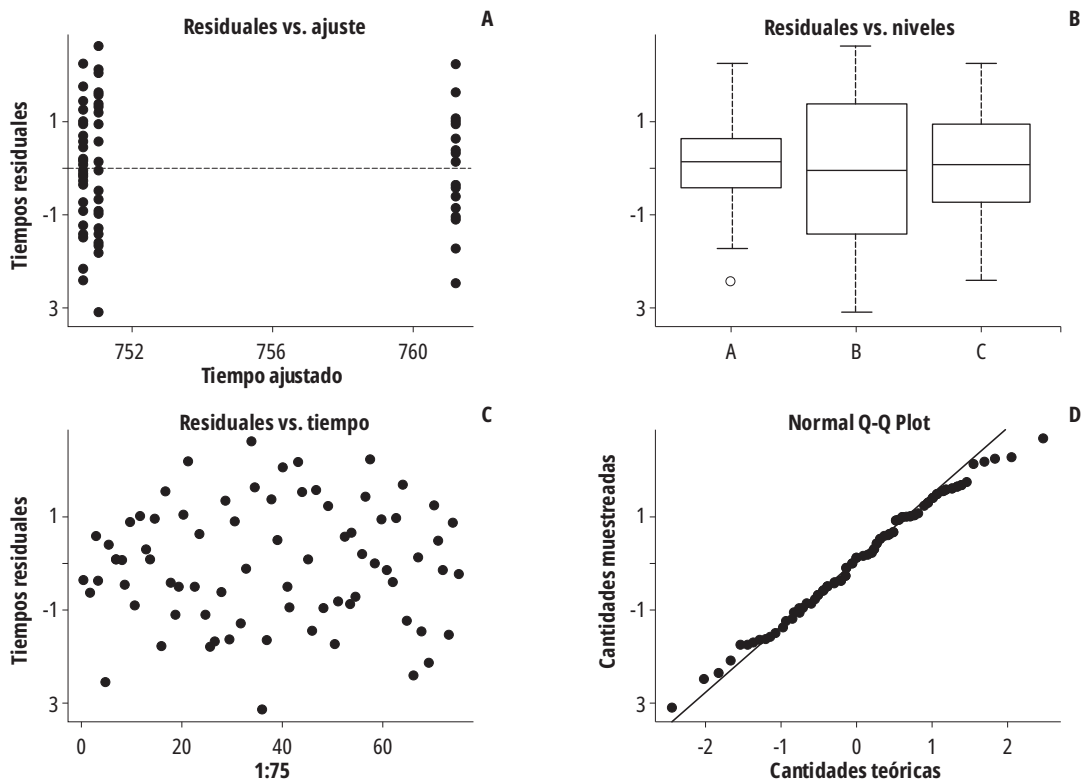 Residuales vs. ajuste
A
Tiempos residuales
1
-1
3
752
756
760
Tiempo ajustado
Residuales vs. niveles
B
1
-1
3
A
B
C
Residuales vs. tiempo
C
Tiempos residuales
1
-1
3
0
20
40
60
1:75
Normal Q-Q Plot
D
Cantidades muestreadas
1
-1
3
-2
-1
0
1
2
Cantidades teóricas